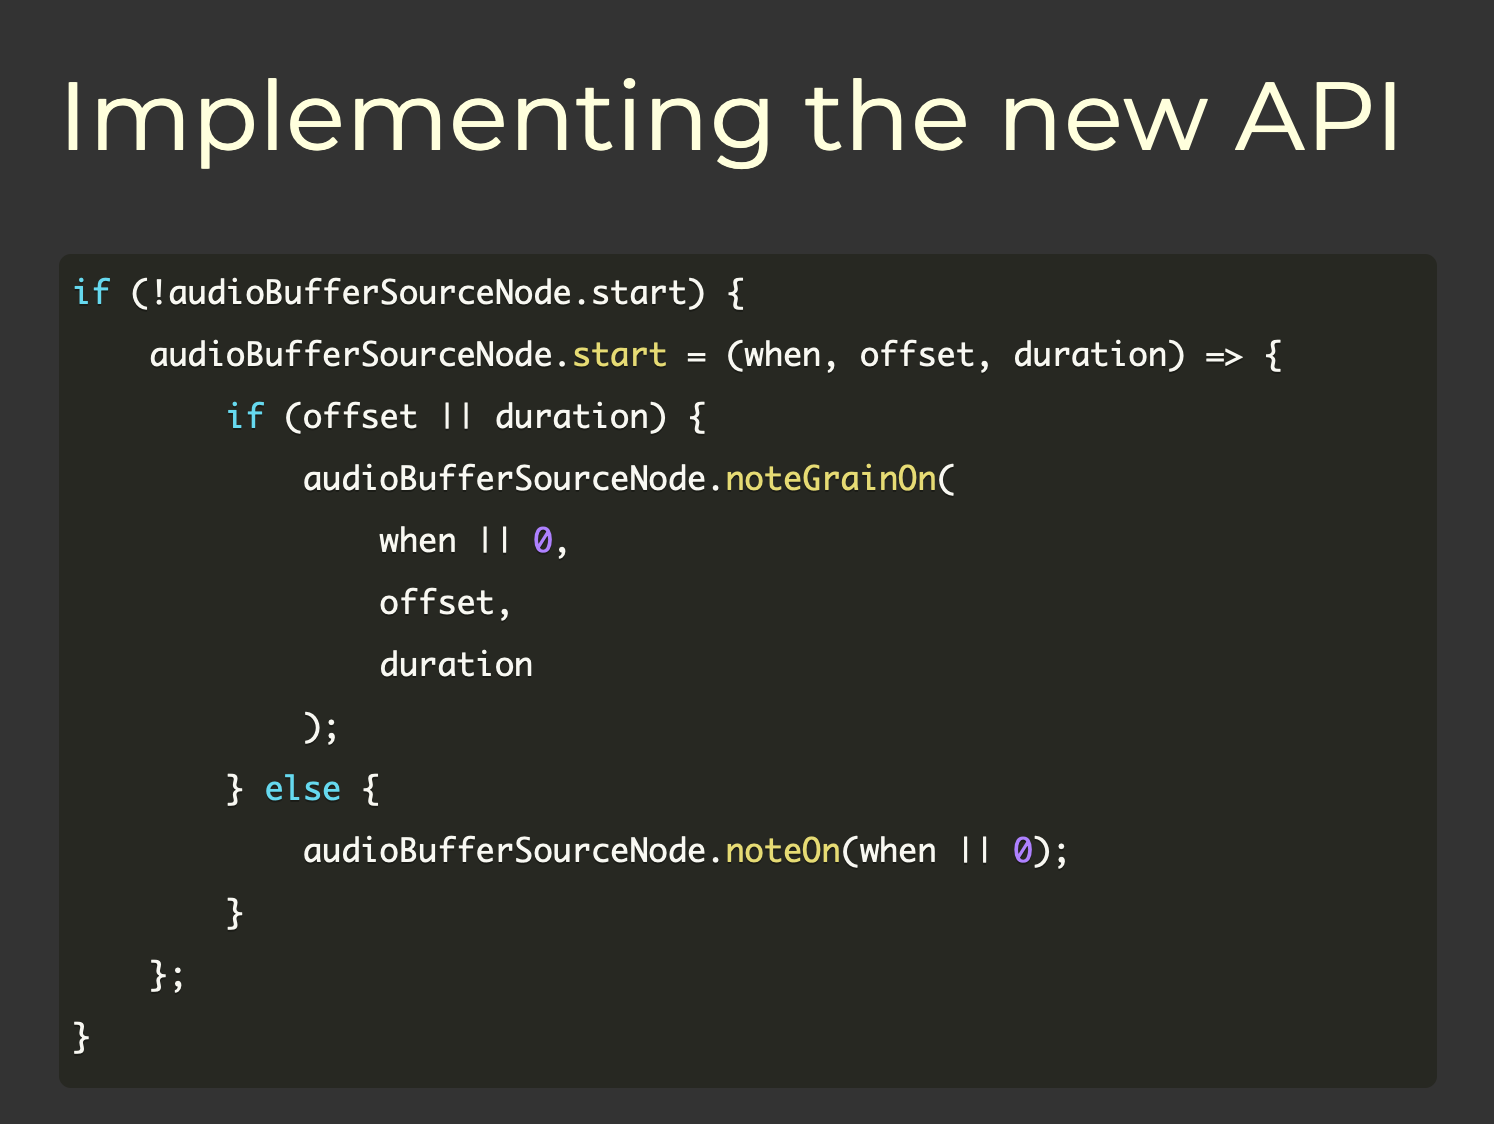 Implementing the new API
if (!audioBufferSourceNode.start) {
    audioBufferSourceNode.start = (when, offset, duration) => {
        if (offset || duration) {
            audioBufferSourceNode.noteGrainOn(
                when || 0,
                offset,
                duration
            );
        } else {
            audioBufferSourceNode.noteOn(when || 0);
        }
    };
}